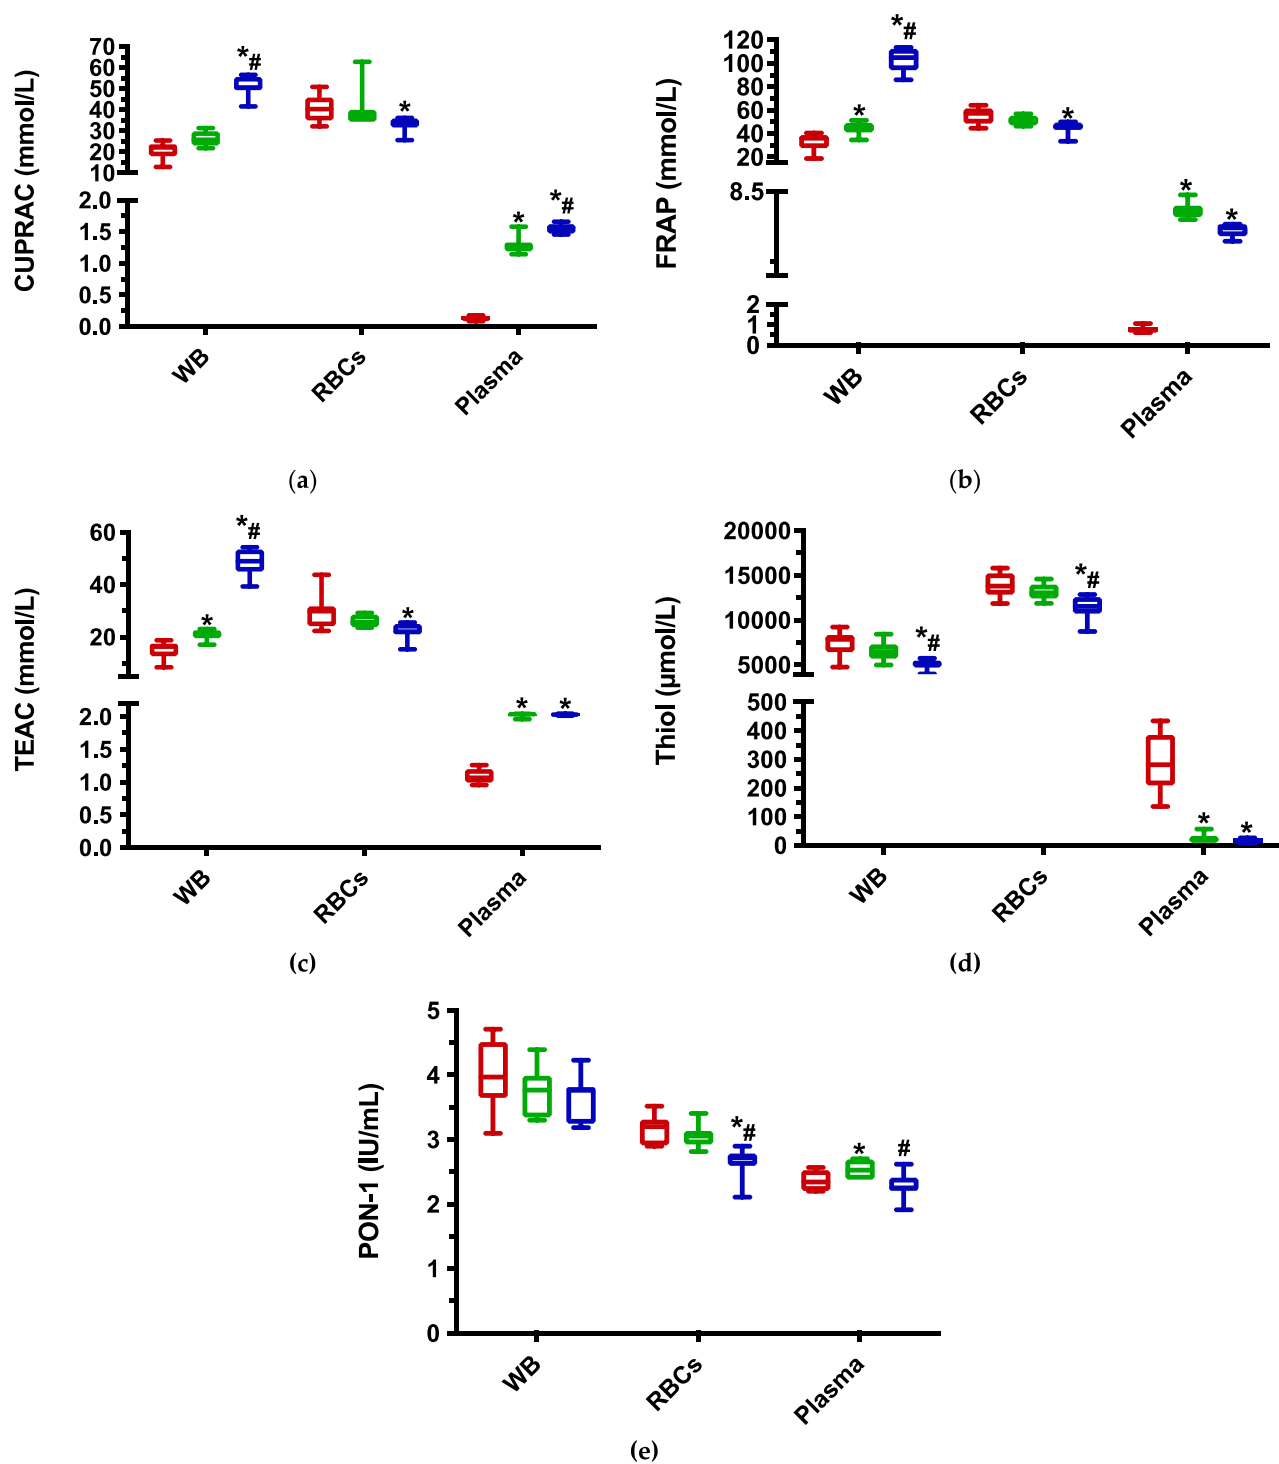 CUPRAC (mmol/L)
70
60
50
40
30
20
10
2.0
1.5
1.0
0.5
0.0
*#
*
*
*#
WB
RBCs
Plasma
(a)
FRAP (mmol/L)
120
100
80
60
40
20
8.5
2
1
0
*
*#
*
*
*
WB
RBCs
Plasma
(b)
TEAC (mmol/L)
60
40
20
2.0
1.5
1.0
0.5
0.0
*
*#
*
*
*
WB
RBCs
Plasma
(c)
Thiol (µmol/L)
20000
15000
10000
5000
500
400
300
200
100
0
*#
*#
*
*
WB
RBCs
Plasma
(d)
PON-1 (IU/mL)
5
4
3
2
1
0
*#
*
#
WB
RBCs
Plasma
(e)